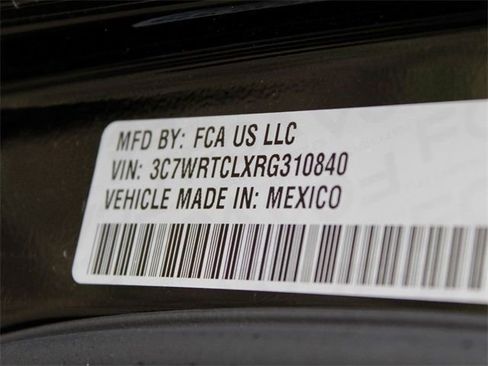 MFD BY: FCA US LLC
VIN: 3C7WRTCLXRG310840
VEHICLE MADE IN: MEXICO